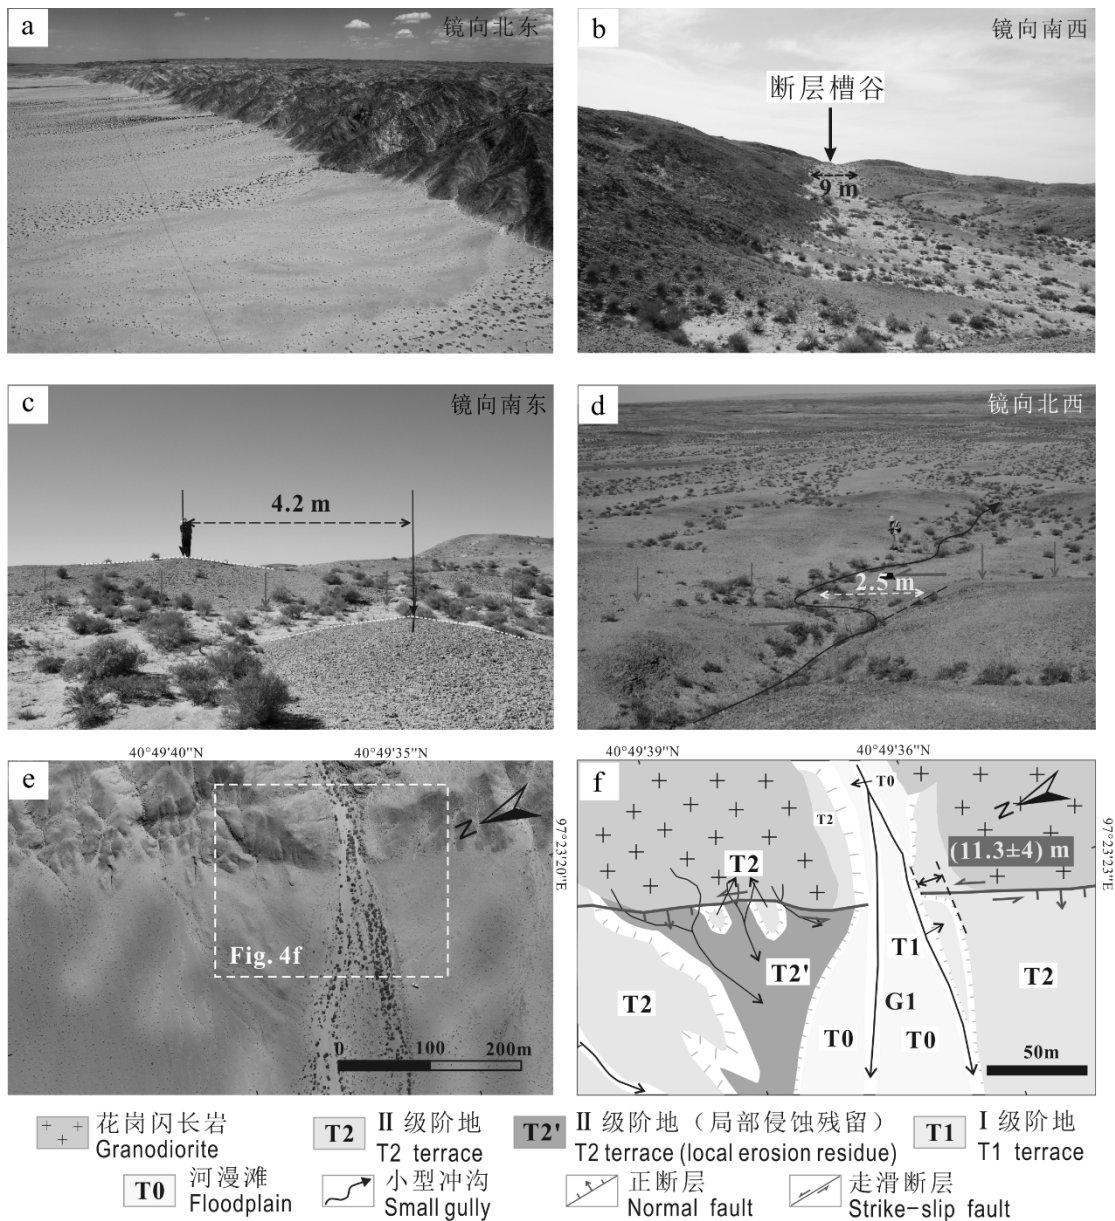 a
镜向北东
b
镜向南西
断层槽谷
9 m
c
镜向南东
4.2 m
d
镜向北西
2.5 m
40°49'40"N
40°49'35"N
e
N
97°23'20"E
Fig. 4f
0
100
200m
40°49'39"N
40°49'36"N
f
T0
N
97°23'23"E
T2
(11.3±4) m
T2
T1
T2'
T2
T2
G1
T0
T0
50m
花岗闪长岩
Granodiorite
T2
II 级阶地
T2 terrace
T2'
II 级阶地（局部侵蚀残留）
T2 terrace (local erosion residue)
T1
I 级阶地
T1 terrace
T0
河漫滩
Floodplain
小型冲沟
Small gully
正断层
Normal fault
走滑断层
Strike-slip fault